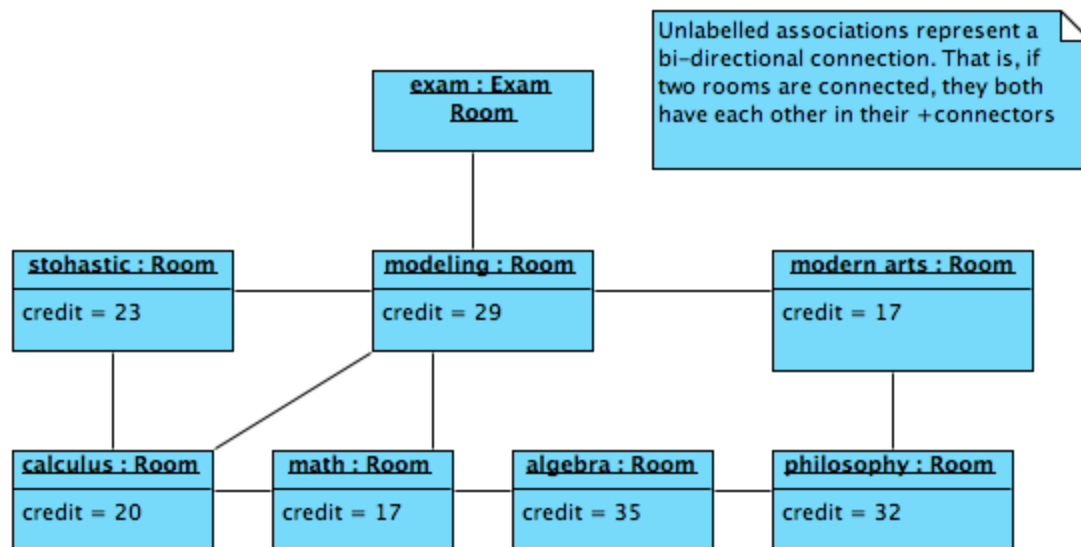 Unlabelled associations represent a
bi-directional connection. That is, if
two rooms are connected, they both
have each other in their +connectors
exam : Exam
Room
stohastic : Room
credit = 23
modeling : Room
credit = 29
modern arts : Room
credit = 17
calculus : Room
credit = 20
math : Room
credit = 17
algebra : Room
credit = 35
philosophy : Room
credit = 32